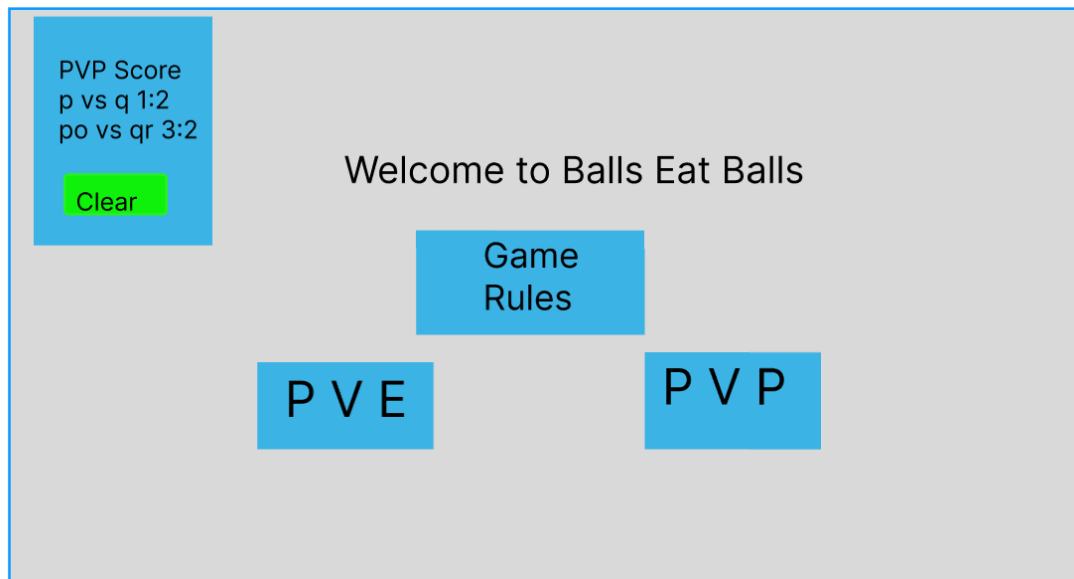 PVP Score
p vs q 1:2
po vs qr 3:2
Clear
Welcome to Balls Eat Balls
Game
Rules
P V E
P V P